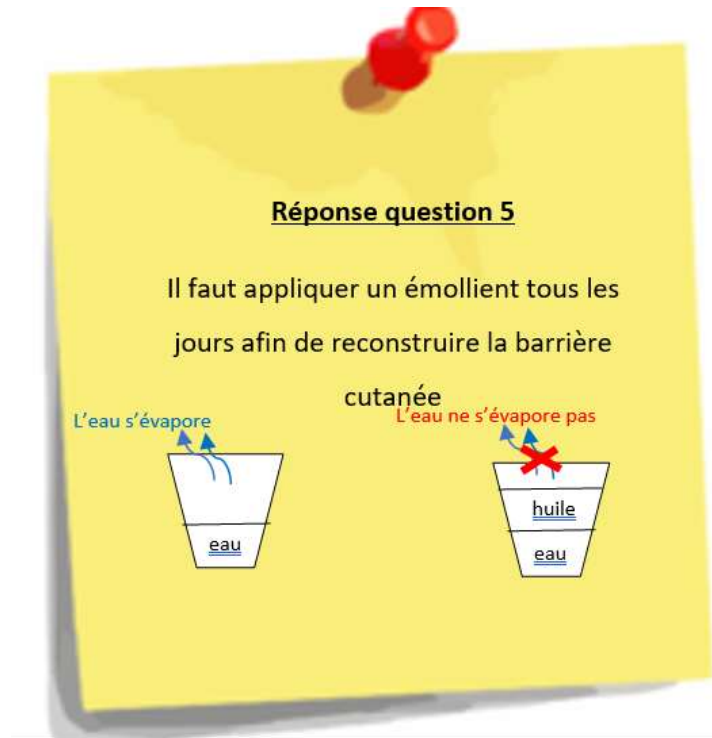 Réponse question 5
Il faut appliquer un émollient tous les
jours afin de reconstruire la barrière
cutanée
L'eau s'évapore
L'eau ne s'évapore pas
eau
huile
eau